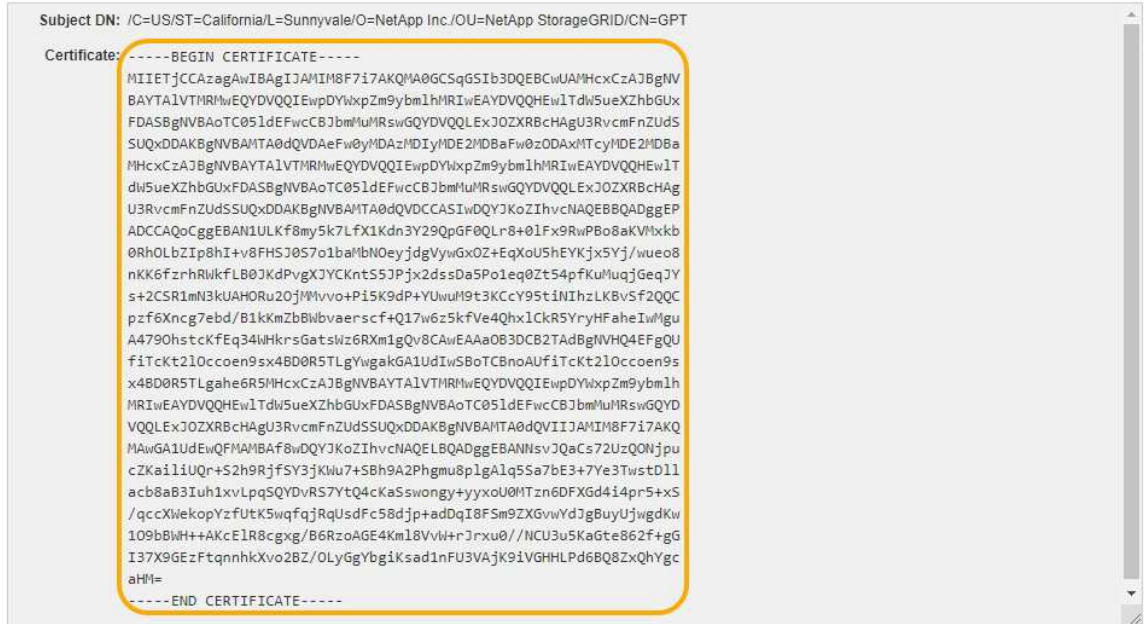 Subject DN: /C=US/ST=California/L=Sunnyvale/O=NetApp Inc./OU=NetApp StorageGRID/CN=GPT
Certificate: -----BEGIN CERTIFICATE-----
MIIETjCCAzagAwIBAgIJAMIM8F7i7AKQMA0GCSqGSIb3DQEBCwUAMHcxCzAJBgNV
BAYTAlVTMRMwEQYDVQQIEwpDYWxpZm9ybmlhMRIwEAYDVQQHEwlTdW5ueXZhbGUx
FDASBgNVBAoTC05ldEFwcCBJbmMuMRswGQYDVQQLExJOZXRBcHAgU3RvcmFnZUdS
SUQxDDAKBgNVBAMTA0dQVDAeFw0yMDAzMDIyMDE2MDBaFw0zODAxMTcyMDE2MDBa
MHcxCzAJBgNVBAYTAlVTMRMwEQYDVQQIEwpDYWxpZm9ybmlhMRIwEAYDVQQHEwlT
dW5ueXZhbGUxFDASBgNVBAoTC05ldEFwcCBJbmMuMRswGQYDVQQLExJOZXRBcHAg
U3RvcmFnZUdSSUQxDDAKBgNVBAMTA0dQVDCCASIwDQYJKoZIhvcNAQEBBQADggEP
ADCCAQoCggEBAN1ULKf8my5k7LfX1Kdn3Y29QpGF0QLr8+0lFx9RwPBo8aKVMxkb
0RhOLbZIp8hI+v8FHSJ0S7o1baMbNOeyjdgVywGxOZ+EqXoU5hEYKjx5Yj/wueo8
nKK6fzrhRWkfLB0JKdPvgXJYCKntS5JPjx2dssDa5Po1eq0Zt54pfKuMuqjGeqJY
s+2CSR1mN3kUAHORu2OjMMvvo+Pi5K9dP+YUwuM9t3KCcY95tiNIhzLKBvSf2QQC
pzf6Xncg7ebd/B1kKmZbBWbvaerscf+Q17w6z5kfVe4QhxlCkR5YryHFaheIwMgu
A479OhstcKfEq34WHkrsGatsWz6RXm1gQv8CAwEAAaOB3DCB2TAdBgNVHQ4EFgQU
fiTcKt2lOccoen9sx4BD0R5TLgYwgakGA1UdIwSBoTCBnoAUfiTcKt2lOccoen9s
x4BD0R5TLgahe6R5MHcxCzAJBgNVBAYTAlVTMRMwEQYDVQQIEwpDYWxpZm9ybmlh
MRIwEAYDVQQHEwlTdW5ueXZhbGUxFDASBgNVBAoTC05ldEFwcCBJbmMuMRswGQYD
VQQLExJOZXRBcHAgU3RvcmFnZUdSSUQxDDAKBgNVBAMTA0dQVIIJAMIM8F7i7AKQ
MAwGA1UdEwQFMAMBAf8wDQYJKoZIhvcNAQELBQADggEBANNsvJQaCs72UzQONjpu
cZKailiUQr+S2h9RjfSY3jKWu7+SBh9A2Phgmu8plgAlq5Sa7bE3+7Ye3TwstDll
acb8aB3Iuh1xvLpqSQYDvRS7YtQ4cKaSswongy+yyxoU0MTzn6DFXGd4i4pr5+xS
/qccXWekopYzfUtK5wqfqjRqUsdFc58djp+adDqI8FSm9ZXGvwYdJgBuyUjwgdKw
1O9bBWH++AKcElR8cgxg/B6RzoAGE4Kml8VvW+rJrxu0//NCU3u5KaGte862f+gG
I37X9GEzFtqnnhkXvo2BZ/OLyGgYbgiKsad1nFU3VAjK9iVGHHLPd6BQ8ZxQhYgc
aHM=
-----END CERTIFICATE-----